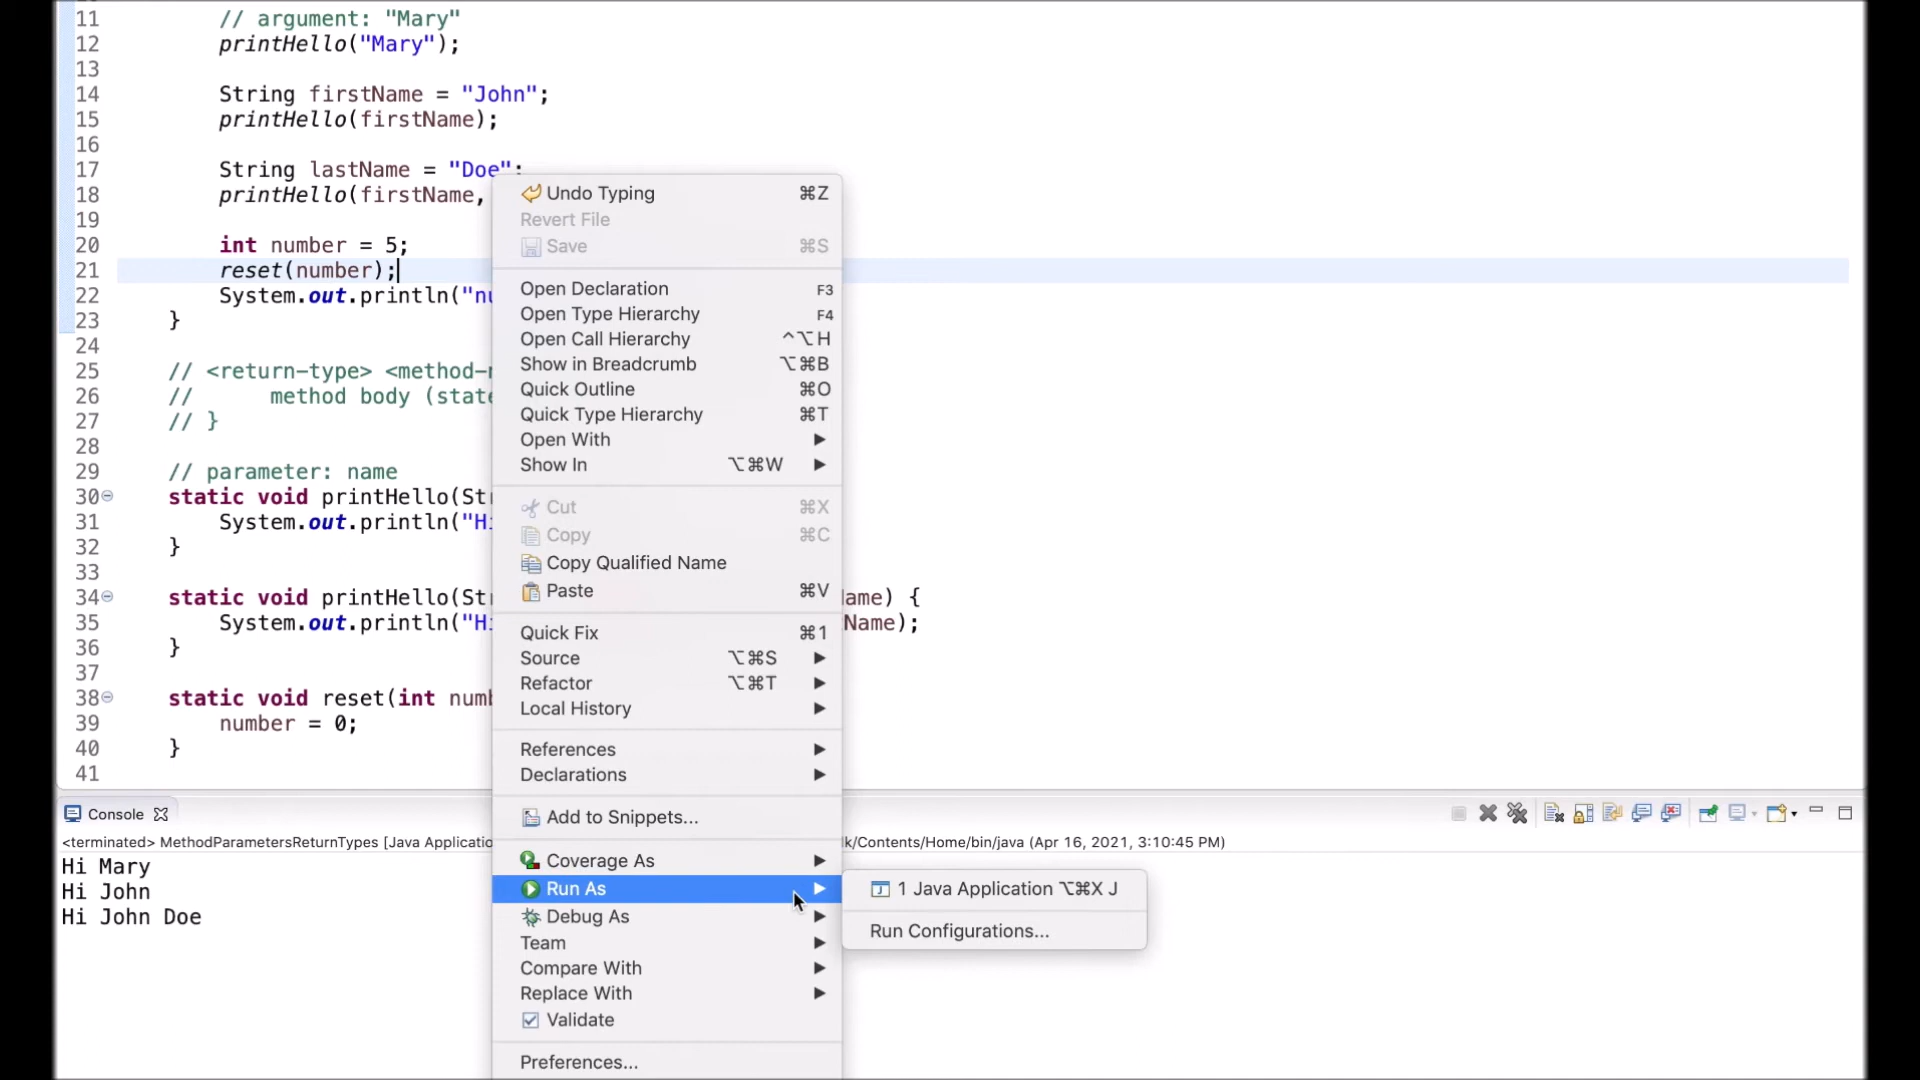 11 // argument: "Mary"
12 printHello("Mary");
13
14 String firstName = "John";
15 printHello(firstName);
16
17 String lastName = "Doe";
18 printHello(firstName,
19
20 int number = 5;
21 reset(number);
22 System.out.println("nu
23 }
24
25 // <return-type> <method-n
26 // method body (state
27 // }
28
29 // parameter: name
30 static void printHello(Str
31 System.out.println("Hi
32 }
33
34 static void printHello(Str ame) {
35 System.out.println("Hi Name);
36 }
37
38 static void reset(int numb
39 number = 0;
40 }
41
Undo Typing ⌘Z
Revert File
Save ⌘S
Open Declaration F3
Open Type Hierarchy F4
Open Call Hierarchy ^⌥H
Show in Breadcrumb ⌥⌘B
Quick Outline ⌘O
Quick Type Hierarchy ⌘T
Open With
Show In ⌥⌘W
Cut ⌘X
Copy ⌘C
Copy Qualified Name
Paste ⌘V
Quick Fix ⌘1
Source ⌥⌘S
Refactor ⌥⌘T
Local History
References
Declarations
Add to Snippets...
Coverage As
Run As
Debug As
Team
Compare With
Replace With
Validate
Preferences...
1 Java Application ⌥⌘X J
Run Configurations...
Console
<terminated> MethodParametersReturnTypes [Java Applicatio k/Contents/Home/bin/java (Apr 16, 2021, 3:10:45 PM)
Hi Mary
Hi John
Hi John Doe